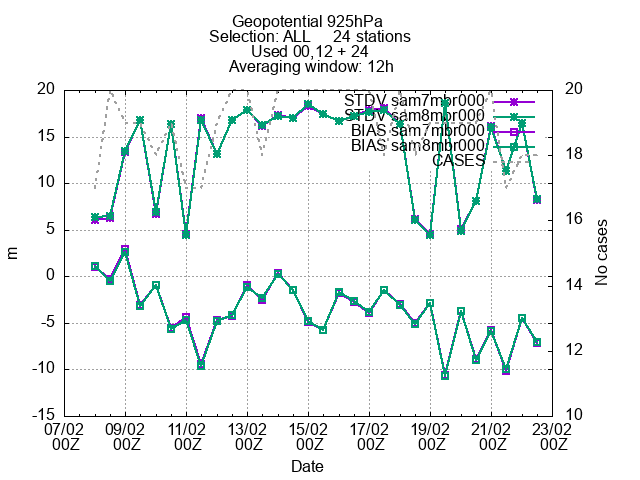 Geopotential 925hPa
Selection: ALL 24 stations
Used 00,12 + 24
Averaging window: 12h
STDV sam7mbr000
STDV sam8mbr000
BIAS sam7mbr000
BIAS sam8mbr000
CASES
20
15
10
5
0
-5
-10
-15
m
20
18
16
14
12
10
No cases
07/02 09/02 11/02 13/02 15/02 17/02 19/02 21/02 23/02
00Z 00Z 00Z 00Z 00Z 00Z 00Z 00Z 00Z
Date